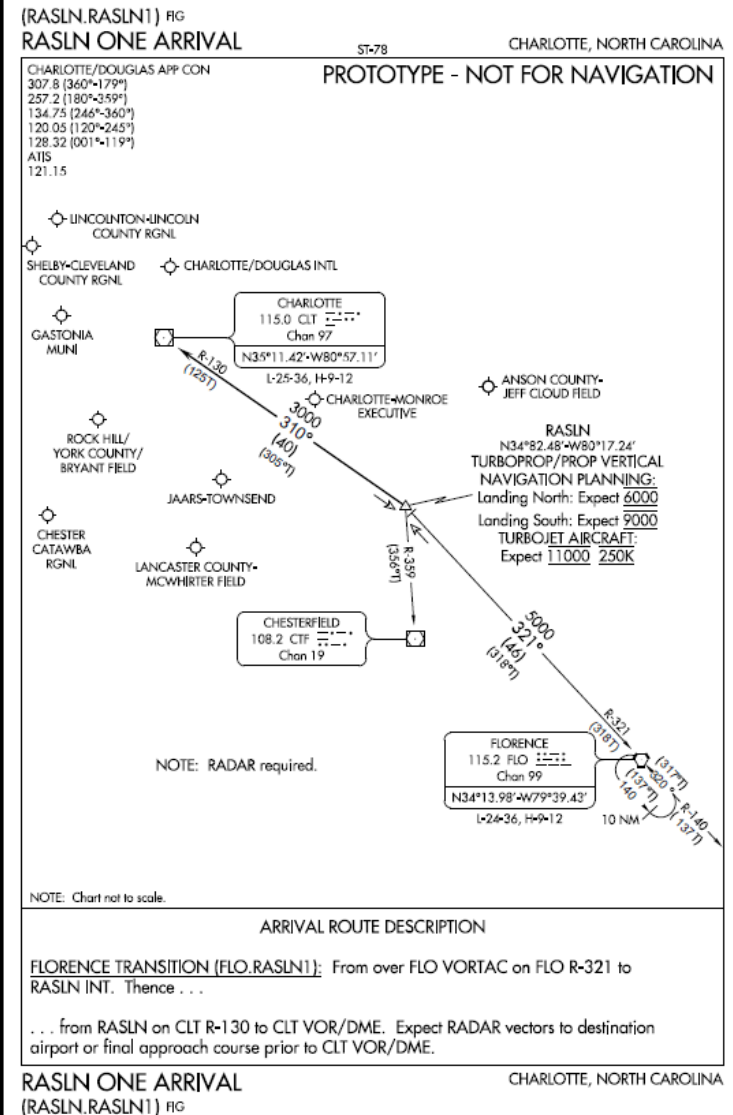 (RASLN.RASLN1) FIG
RASLN ONE ARRIVAL
ST-78
CHARLOTTE, NORTH CAROLINA
CHARLOTTE/DOUGLAS APP CON
307.8 (360°-179°)
257.2 (180°-359°)
134.75 (246°-360°)
120.05 (120°-245°)
128.32 (001°-119°)
ATIS
121.15
PROTOTYPE - NOT FOR NAVIGATION
LINCOLNTON-LINCOLN
COUNTY RGNL
SHELBY-CLEVELAND
COUNTY RGNL
CHARLOTTE/DOUGLAS INTL
GASTONIA
MUNI
CHARLOTTE
115.0 CLT
Chan 97
N35°11.42'-W80°57.11'
L-25-36, H-9-12
R-130
(125T)
3000
310°
(40)
(305°T)
CHARLOTTE-MONROE
EXECUTIVE
ANSON COUNTY-
JEFF CLOUD FIELD
ROCK HILL/
YORK COUNTY/
BRYANT FIELD
JAARS-TOWNSEND
CHESTER
CATAWBA
RGNL
LANCASTER COUNTY-
MCWHIRTER FIELD
RASLN
N34°82.48'-W80°17.24'
TURBOPROP/PROP VERTICAL
NAVIGATION PLANNING:
Landing North: Expect 6000
Landing South: Expect 9000
TURBOJET AIRCRAFT:
Expect 11000 250K
R-359
(356°T)
CHESTERFIELD
108.2 CTF
Chan 19
5000
321°
(46)
(318°T)
R-321
(318T)
FLORENCE
115.2 FLO
Chan 99
N34°13.98'-W79°39.43'
L-24-36, H-9-12
(317°T)
320°
(137°T)
140
10 NM
R-140
(137T)
NOTE: RADAR required.
NOTE: Chart not to scale.
ARRIVAL ROUTE DESCRIPTION
FLORENCE TRANSITION (FLO.RASLN1): From over FLO VORTAC on FLO R-321 to
RASLN INT. Thence . . .
. . . from RASLN on CLT R-130 to CLT VOR/DME. Expect RADAR vectors to destination
airport or final approach course prior to CLT VOR/DME.
RASLN ONE ARRIVAL
(RASLN.RASLN1) FIG
CHARLOTTE, NORTH CAROLINA